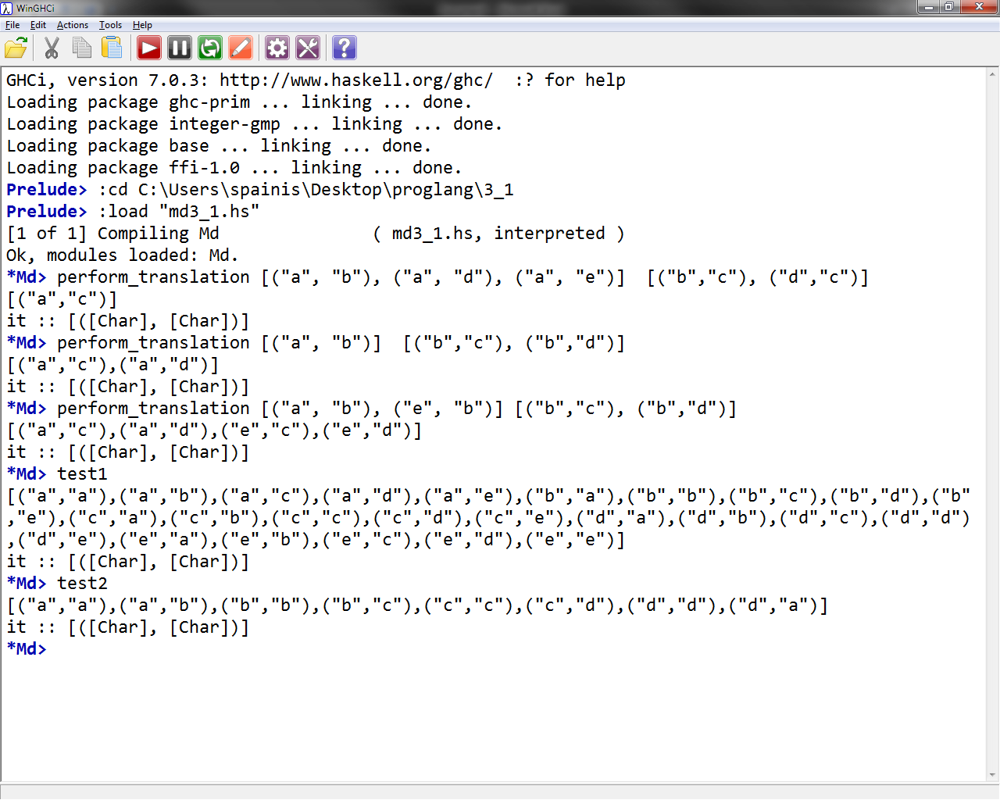 WinGHCi
File Edit Actions Tools Help
GHCi, version 7.0.3: http://www.haskell.org/ghc/  :? for help
Loading package ghc-prim ... linking ... done.
Loading package integer-gmp ... linking ... done.
Loading package base ... linking ... done.
Loading package ffi-1.0 ... linking ... done.
Prelude> :cd C:\Users\spainis\Desktop\proglang\3_1
Prelude> :load "md3_1.hs"
[1 of 1] Compiling Md               ( md3_1.hs, interpreted )
Ok, modules loaded: Md.
*Md> perform_translation [("a", "b"), ("a", "d"), ("a", "e")]  [("b","c"), ("d","c")]
[("a","c")]
it :: [([Char], [Char])]
*Md> perform_translation [("a", "b")]  [("b","c"), ("b","d")]
[("a","c"),("a","d")]
it :: [([Char], [Char])]
*Md> perform_translation [("a", "b"), ("e", "b")] [("b","c"), ("b","d")]
[("a","c"),("a","d"),("e","c"),("e","d")]
it :: [([Char], [Char])]
*Md> test1
[("a","a"),("a","b"),("a","c"),("a","d"),("a","e"),("b","a"),("b","b"),("b","c"),("b","d"),("b"
,"e"),("c","a"),("c","b"),("c","c"),("c","d"),("c","e"),("d","a"),("d","b"),("d","c"),("d","d")
,("d","e"),("e","a"),("e","b"),("e","c"),("e","d"),("e","e")]
it :: [([Char], [Char])]
*Md> test2
[("a","a"),("a","b"),("b","b"),("b","c"),("c","c"),("c","d"),("d","d"),("d","a")]
it :: [([Char], [Char])]
*Md>